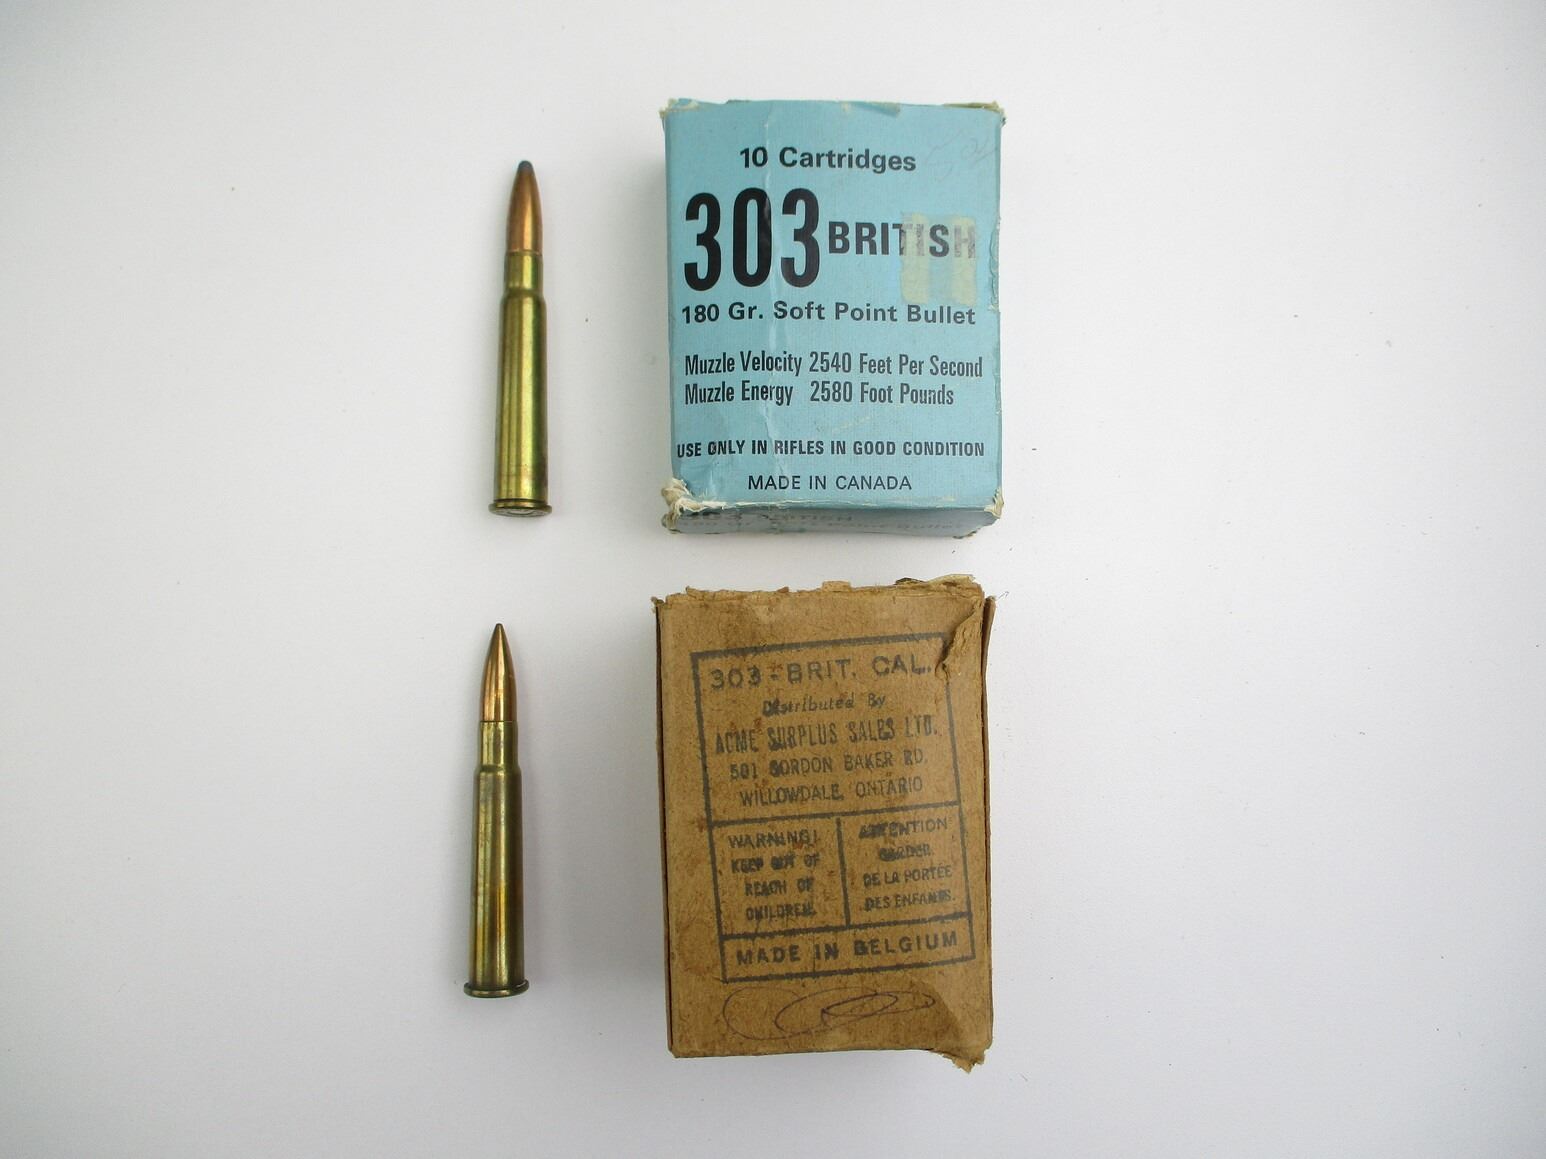 10 Cartridges
303 BRITISH
180 Gr. Soft Point Bullet
Muzzle Velocity 2540 Feet Per Second
Muzzle Energy 2580 Foot Pounds
USE ONLY IN RIFLES IN GOOD CONDITION
MADE IN CANADA
303-BRIT. CAL.
Distributed By
ACME SURPLUS SALES LTD.
501 GORDON BAKER RD.
WILLOWDALE, ONTARIO
WARNING!
KEEP OUT OF
REACH OF
CHILDREN.
ATTENTION
GARDER
DE LA PORTÉE
DES ENFANTS.
MADE IN BELGIUM